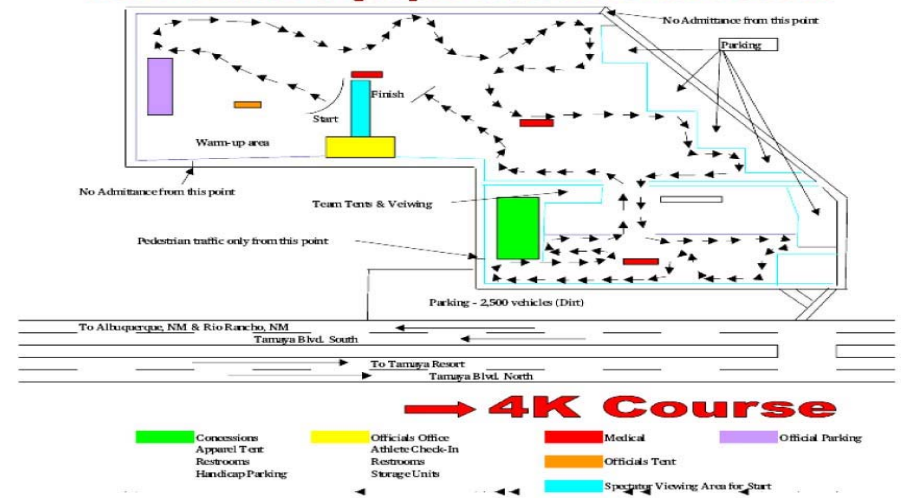 No Admittance from this point
Parking
Finish
Start
Warm-up area
No Admittance from this point
Team Tents & Veiwing
Pedestrian traffic only from this point
Parking - 2,500 vehicles (Dirt)
To Albuquerque, NM & Rio Rancho, NM
Tamaya Blvd. South
To Tamaya Resort
Tamaya Blvd. North
4K Course
Concessions
Apparel Tent
Restrooms
Handicap Parking
Officials Office
Athlete Check-In
Restrooms
Storage Units
Medical
Officials Tent
Spectator Viewing Area for Start
Official Parking